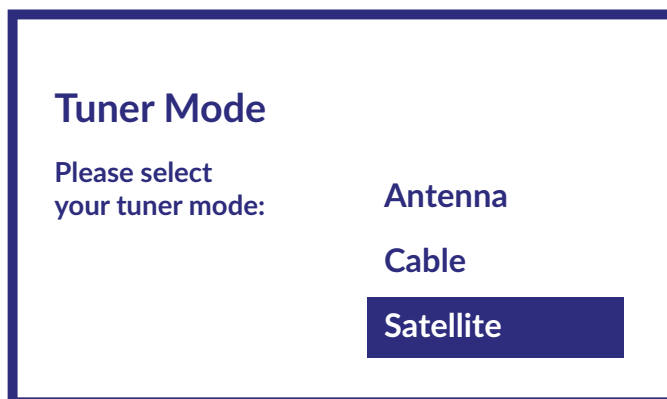 Tuner Mode
Please select
your tuner mode:
Antenna
Cable
Satellite